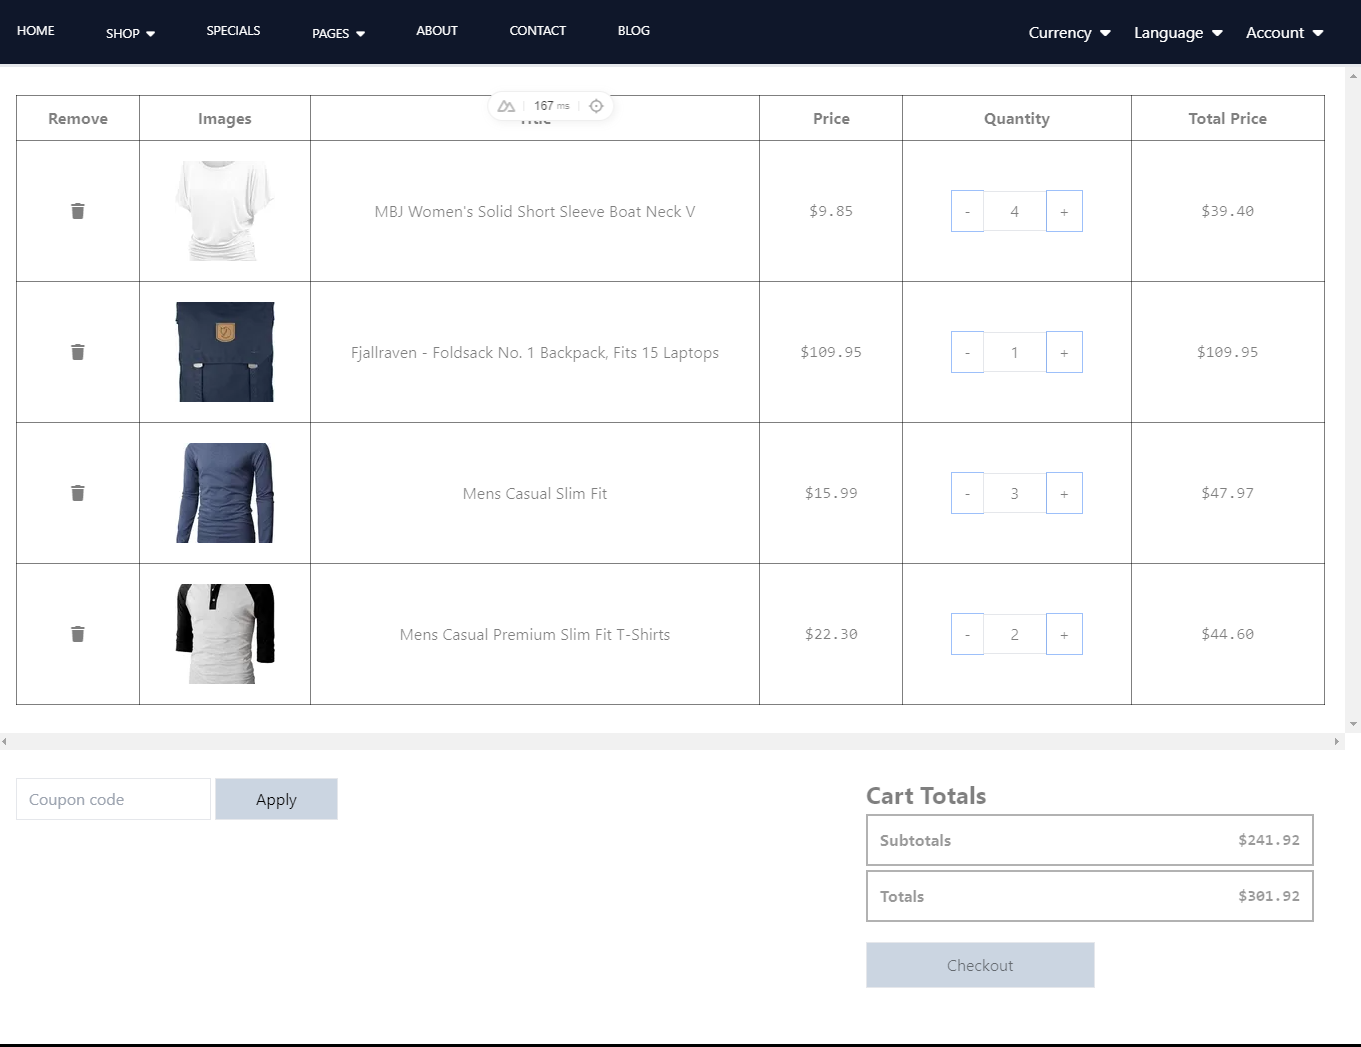 HOME SHOP SPECIALS PAGES ABOUT CONTACT BLOG Currency Language Account
167 ms
Remove Images Title Price Quantity Total Price
MBJ Women's Solid Short Sleeve Boat Neck V $9.85 - 4 + $39.40
Fjallraven - Foldsack No. 1 Backpack, Fits 15 Laptops $109.95 - 1 + $109.95
Mens Casual Slim Fit $15.99 - 3 + $47.97
Mens Casual Premium Slim Fit T-Shirts $22.30 - 2 + $44.60
Coupon code Apply
Cart Totals
Subtotals $241.92
Totals $301.92
Checkout